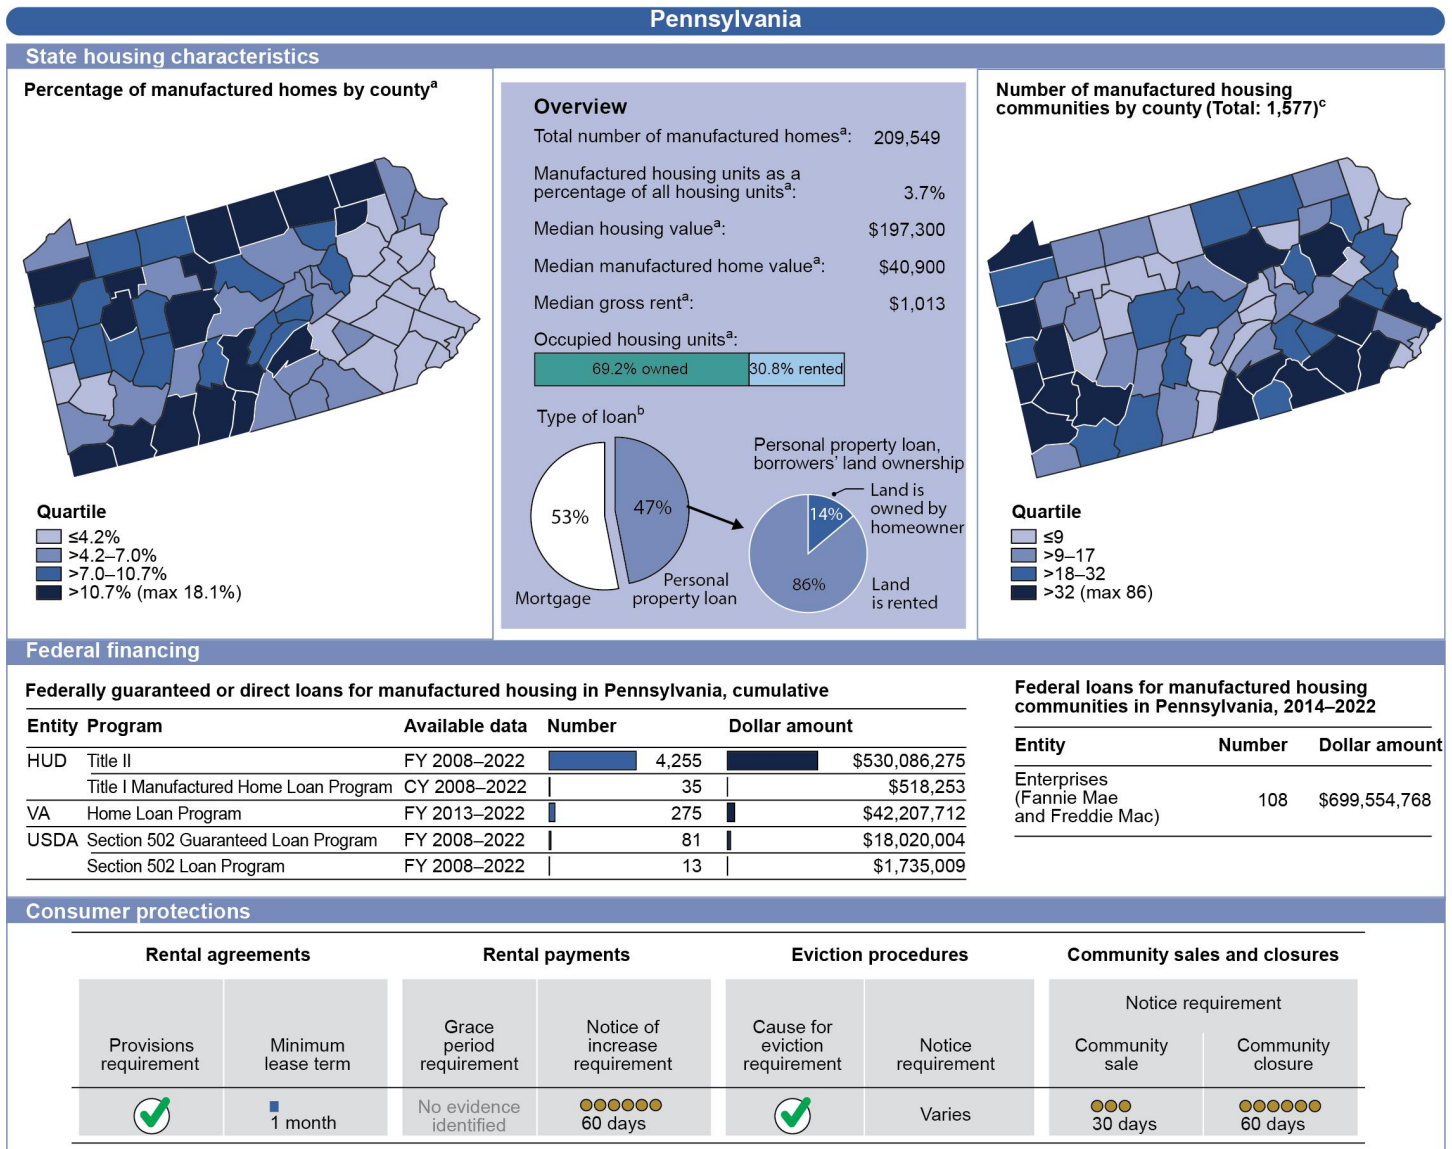 Pennsylvania
State housing characteristics
Percentage of manufactured homes by countyª
Quartile
≤4.2%
>4.2–7.0%
>7.0–10.7%
>10.7% (max 18.1%)
Overview
Total number of manufactured homesª: 209,549
Manufactured housing units as a
percentage of all housing unitsª: 3.7%
Median housing valueª: $197,300
Median manufactured home valueª: $40,900
Median gross rentª: $1,013
Occupied housing unitsª:
69.2% owned 30.8% rented
Type of loanᵇ
53%
47%
Mortgage
Personal
property loan
Personal property loan,
borrowers' land ownership
Land is
owned by
homeowner
14%
86%
Land
is rented
Number of manufactured housing
communities by county (Total: 1,577)ᶜ
Quartile
≤9
>9–17
>18–32
>32 (max 86)
Federal financing
Federally guaranteed or direct loans for manufactured housing in Pennsylvania, cumulative
Entity Program Available data Number Dollar amount
HUD Title II FY 2008–2022 4,255 $530,086,275
Title I Manufactured Home Loan Program CY 2008–2022 35 $518,253
VA Home Loan Program FY 2013–2022 275 $42,207,712
USDA Section 502 Guaranteed Loan Program FY 2008–2022 81 $18,020,004
Section 502 Loan Program FY 2008–2022 13 $1,735,009
Federal loans for manufactured housing
communities in Pennsylvania, 2014–2022
Entity Number Dollar amount
Enterprises
(Fannie Mae
and Freddie Mac) 108 $699,554,768
Consumer protections
Rental agreements Rental payments Eviction procedures Community sales and closures
Provisions
requirement
Minimum
lease term
1 month
Grace
period
requirement
No evidence
identified
Notice of
increase
requirement
60 days
Cause for
eviction
requirement
Notice
requirement
Varies
Notice requirement
Community
sale
30 days
Community
closure
60 days